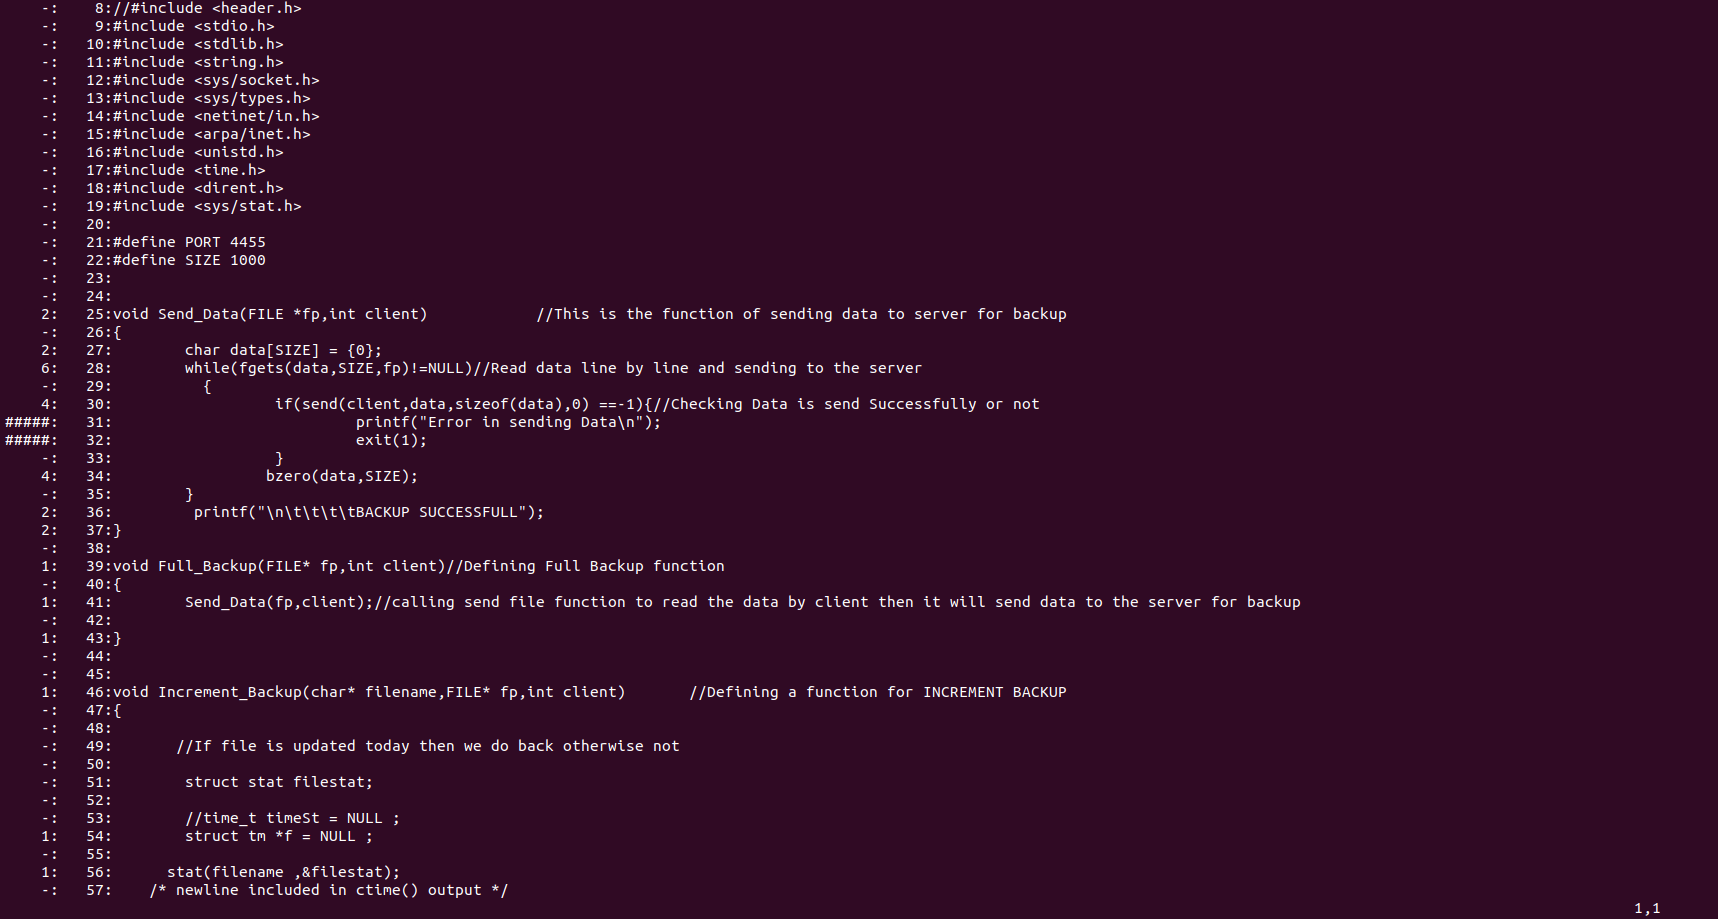 -:    8://#include <header.h>
-:    9:#include <stdio.h>
-:   10:#include <stdlib.h>
-:   11:#include <string.h>
-:   12:#include <sys/socket.h>
-:   13:#include <sys/types.h>
-:   14:#include <netinet/in.h>
-:   15:#include <arpa/inet.h>
-:   16:#include <unistd.h>
-:   17:#include <time.h>
-:   18:#include <dirent.h>
-:   19:#include <sys/stat.h>
-:   20:
-:   21:#define PORT 4455
-:   22:#define SIZE 1000
-:   23:
-:   24:
2:   25:void Send_Data(FILE *fp,int client)            //This is the function of sending data to server for backup
-:   26:{
2:   27:        char data[SIZE] = {0};
6:   28:        while(fgets(data,SIZE,fp)!=NULL)//Read data line by line and sending to the server
-:   29:          {
4:   30:                  if(send(client,data,sizeof(data),0) ==-1){//Checking Data is send Successfully or not
#####:   31:                           printf("Error in sending Data\n");
#####:   32:                           exit(1);
-:   33:                  }
4:   34:                 bzero(data,SIZE);
-:   35:        }
2:   36:         printf("\n\t\t\t\tBACKUP SUCCESSFULL");
2:   37:}
-:   38:
1:   39:void Full_Backup(FILE* fp,int client)//Defining Full Backup function
-:   40:{
1:   41:        Send_Data(fp,client);//calling send file function to read the data by client then it will send data to the server for backup
-:   42:
1:   43:}
-:   44:
-:   45:
1:   46:void Increment_Backup(char* filename,FILE* fp,int client)       //Defining a function for INCREMENT BACKUP
-:   47:{
-:   48:
-:   49:       //If file is updated today then we do back otherwise not
-:   50:
-:   51:        struct stat filestat;
-:   52:
-:   53:        //time_t timeSt = NULL ;
1:   54:        struct tm *f = NULL ;
-:   55:
1:   56:      stat(filename ,&filestat);
-:   57:    /* newline included in ctime() output */
1,1